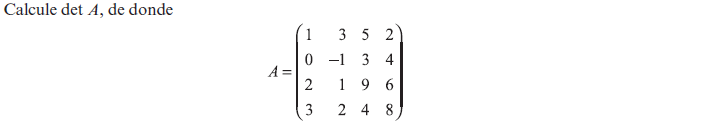 Calcule det A, de donde
1 3 5 2
0 −1 3 4
A =
2 1 9 6
3 2 4 8